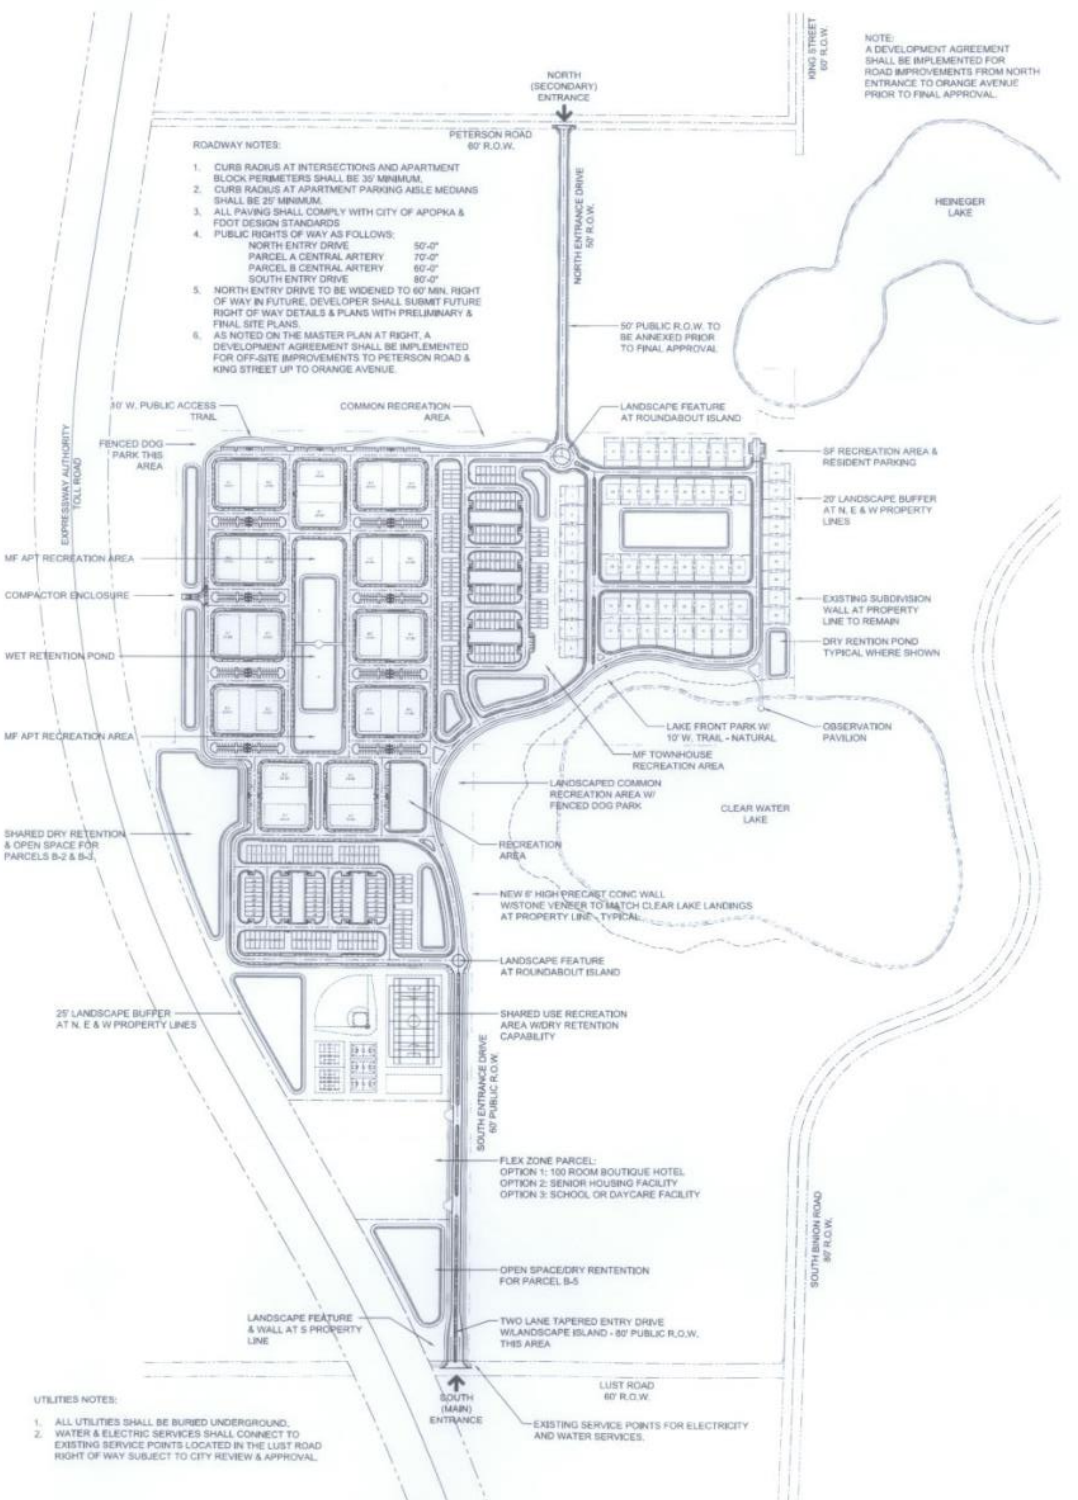 KING STREET
60' R.O.W.
NOTE:
A DEVELOPMENT AGREEMENT
SHALL BE IMPLEMENTED FOR
ROAD IMPROVEMENTS FROM NORTH
ENTRANCE TO ORANGE AVENUE
PRIOR TO FINAL APPROVAL.
NORTH
(SECONDARY)
ENTRANCE
PETERSON ROAD
60' R.O.W.
ROADWAY NOTES:
1. CURB RADIUS AT INTERSECTIONS AND APARTMENT
BLOCK PERIMETERS SHALL BE 35' MINIMUM.
2. CURB RADIUS AT APARTMENT PARKING AISLE MEDIANS
SHALL BE 25' MINIMUM.
3. ALL PAVING SHALL COMPLY WITH CITY OF APOPKA &
FDOT DESIGN STANDARDS
4. PUBLIC RIGHTS OF WAY AS FOLLOWS:
NORTH ENTRY DRIVE 50'-0"
PARCEL A CENTRAL ARTERY 70'-0"
PARCEL B CENTRAL ARTERY 60'-0"
SOUTH ENTRY DRIVE 80'-0"
5. NORTH ENTRY DRIVE TO BE WIDENED TO 60' MIN. RIGHT
OF WAY IN FUTURE. DEVELOPER SHALL SUBMIT FUTURE
RIGHT OF WAY DETAILS & PLANS WITH PRELIMINARY &
FINAL SITE PLANS.
6. AS NOTED ON THE MASTER PLAN AT RIGHT, A
DEVELOPMENT AGREEMENT SHALL BE IMPLEMENTED
FOR OFF-SITE IMPROVEMENTS TO PETERSON ROAD &
KING STREET UP TO ORANGE AVENUE.
NORTH ENTRANCE DRIVE
50' R.O.W.
HEINEGER
LAKE
50' PUBLIC R.O.W. TO
BE ANNEXED PRIOR
TO FINAL APPROVAL
10' W. PUBLIC ACCESS
TRAIL
COMMON RECREATION
AREA
LANDSCAPE FEATURE
AT ROUNDABOUT ISLAND
FENCED DOG
PARK THIS
AREA
SF RECREATION AREA &
RESIDENT PARKING
EXPRESSWAY AUTHORITY
TOLL ROAD
20' LANDSCAPE BUFFER
AT N, E & W PROPERTY
LINES
MF APT RECREATION AREA
COMPACTOR ENCLOSURE
EXISTING SUBDIVISION
WALL AT PROPERTY
LINE TO REMAIN
WET RETENTION POND
DRY RENTION POND
TYPICAL WHERE SHOWN
MF APT RECREATION AREA
LAKE FRONT PARK W/
10' W. TRAIL - NATURAL
OBSERVATION
PAVILION
MF TOWNHOUSE
RECREATION AREA
LANDSCAPED COMMON
RECREATION AREA W/
FENCED DOG PARK
CLEAR WATER
LAKE
SHARED DRY RETENTION
& OPEN SPACE FOR
PARCELS B-2 & B-3.
RECREATION
AREA
NEW 6' HIGH PRECAST CONC WALL
W/STONE VENEER TO MATCH CLEAR LAKE LANDINGS
AT PROPERTY LINE - TYPICAL
LANDSCAPE FEATURE
AT ROUNDABOUT ISLAND
25' LANDSCAPE BUFFER
AT N, E & W PROPERTY LINES
SHARED USE RECREATION
AREA W/DRY RETENTION
CAPABILITY
SOUTH ENTRANCE DRIVE
60' PUBLIC R.O.W.
FLEX ZONE PARCEL:
OPTION 1: 100 ROOM BOUTIQUE HOTEL
OPTION 2: SENIOR HOUSING FACILITY
OPTION 3: SCHOOL OR DAYCARE FACILITY
SOUTH BINION ROAD
80' R.O.W.
OPEN SPACE/DRY RENTENTION
FOR PARCEL B-5
LANDSCAPE FEATURE
& WALL AT S PROPERTY
LINE
TWO LANE TAPERED ENTRY DRIVE
W/LANDSCAPE ISLAND - 80' PUBLIC R.O.W.
THIS AREA
LUST ROAD
60' R.O.W.
SOUTH
(MAIN)
ENTRANCE
EXISTING SERVICE POINTS FOR ELECTRICITY
AND WATER SERVICES.
UTILITIES NOTES:
1. ALL UTILITIES SHALL BE BURIED UNDERGROUND.
2. WATER & ELECTRIC SERVICES SHALL CONNECT TO
EXISTING SERVICE POINTS LOCATED IN THE LUST ROAD
RIGHT OF WAY SUBJECT TO CITY REVIEW & APPROVAL.